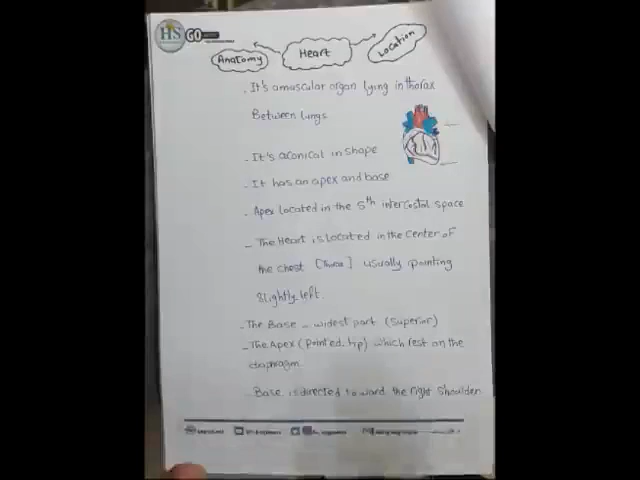 HS GO
Anatomy Heart Location
. It's a muscular organ lying in thorax
Between lungs
. It's aconical in shape
. It has an apex and base
. Apex located in the 5th intercostal space
_ The Heart is located in the center of
the chest [Thorax] usually pointing
slightly left.
. The Base _ widest part (superior)
_ The Apex (pointed tip) which rest on the
diaphragm
. Base is directed toward the right shoulder